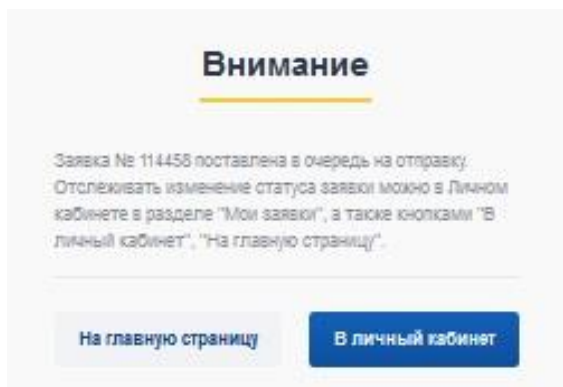 Внимание
Заявка № 114458 поставлена в очередь на отправку.
Отслеживать изменение статуса заявки можно в Личном
кабинете в разделе "Мои заявки", а также кнопками "В
личный кабинет", "На главную страницу".
На главную страницу
В личный кабинет